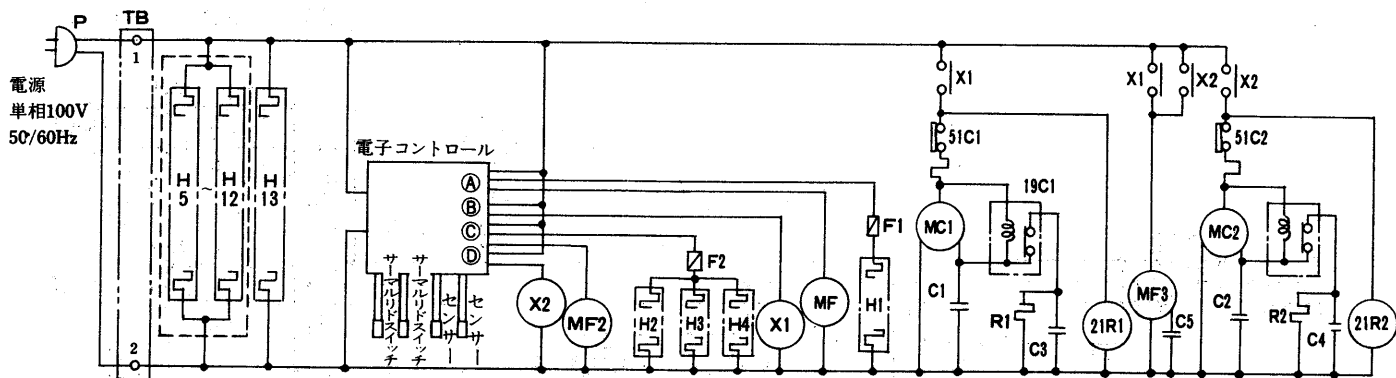 P
TB
1
電源
単相100V
50/60Hz
H
5
~
H
12
H
13
電子コントロール
A
B
C
D
サーマルリードスイッチ
サーマルリードスイッチ
センサー
センサー
X2
MF2
F2
H2
H3
H4
X1
MF
F1
H1
X1
51C1
19C1
MC1
C1
R1
C3
21R1
X1
X2
X2
MF3
C5
51C2
MC2
C2
R2
C4
21R2
2